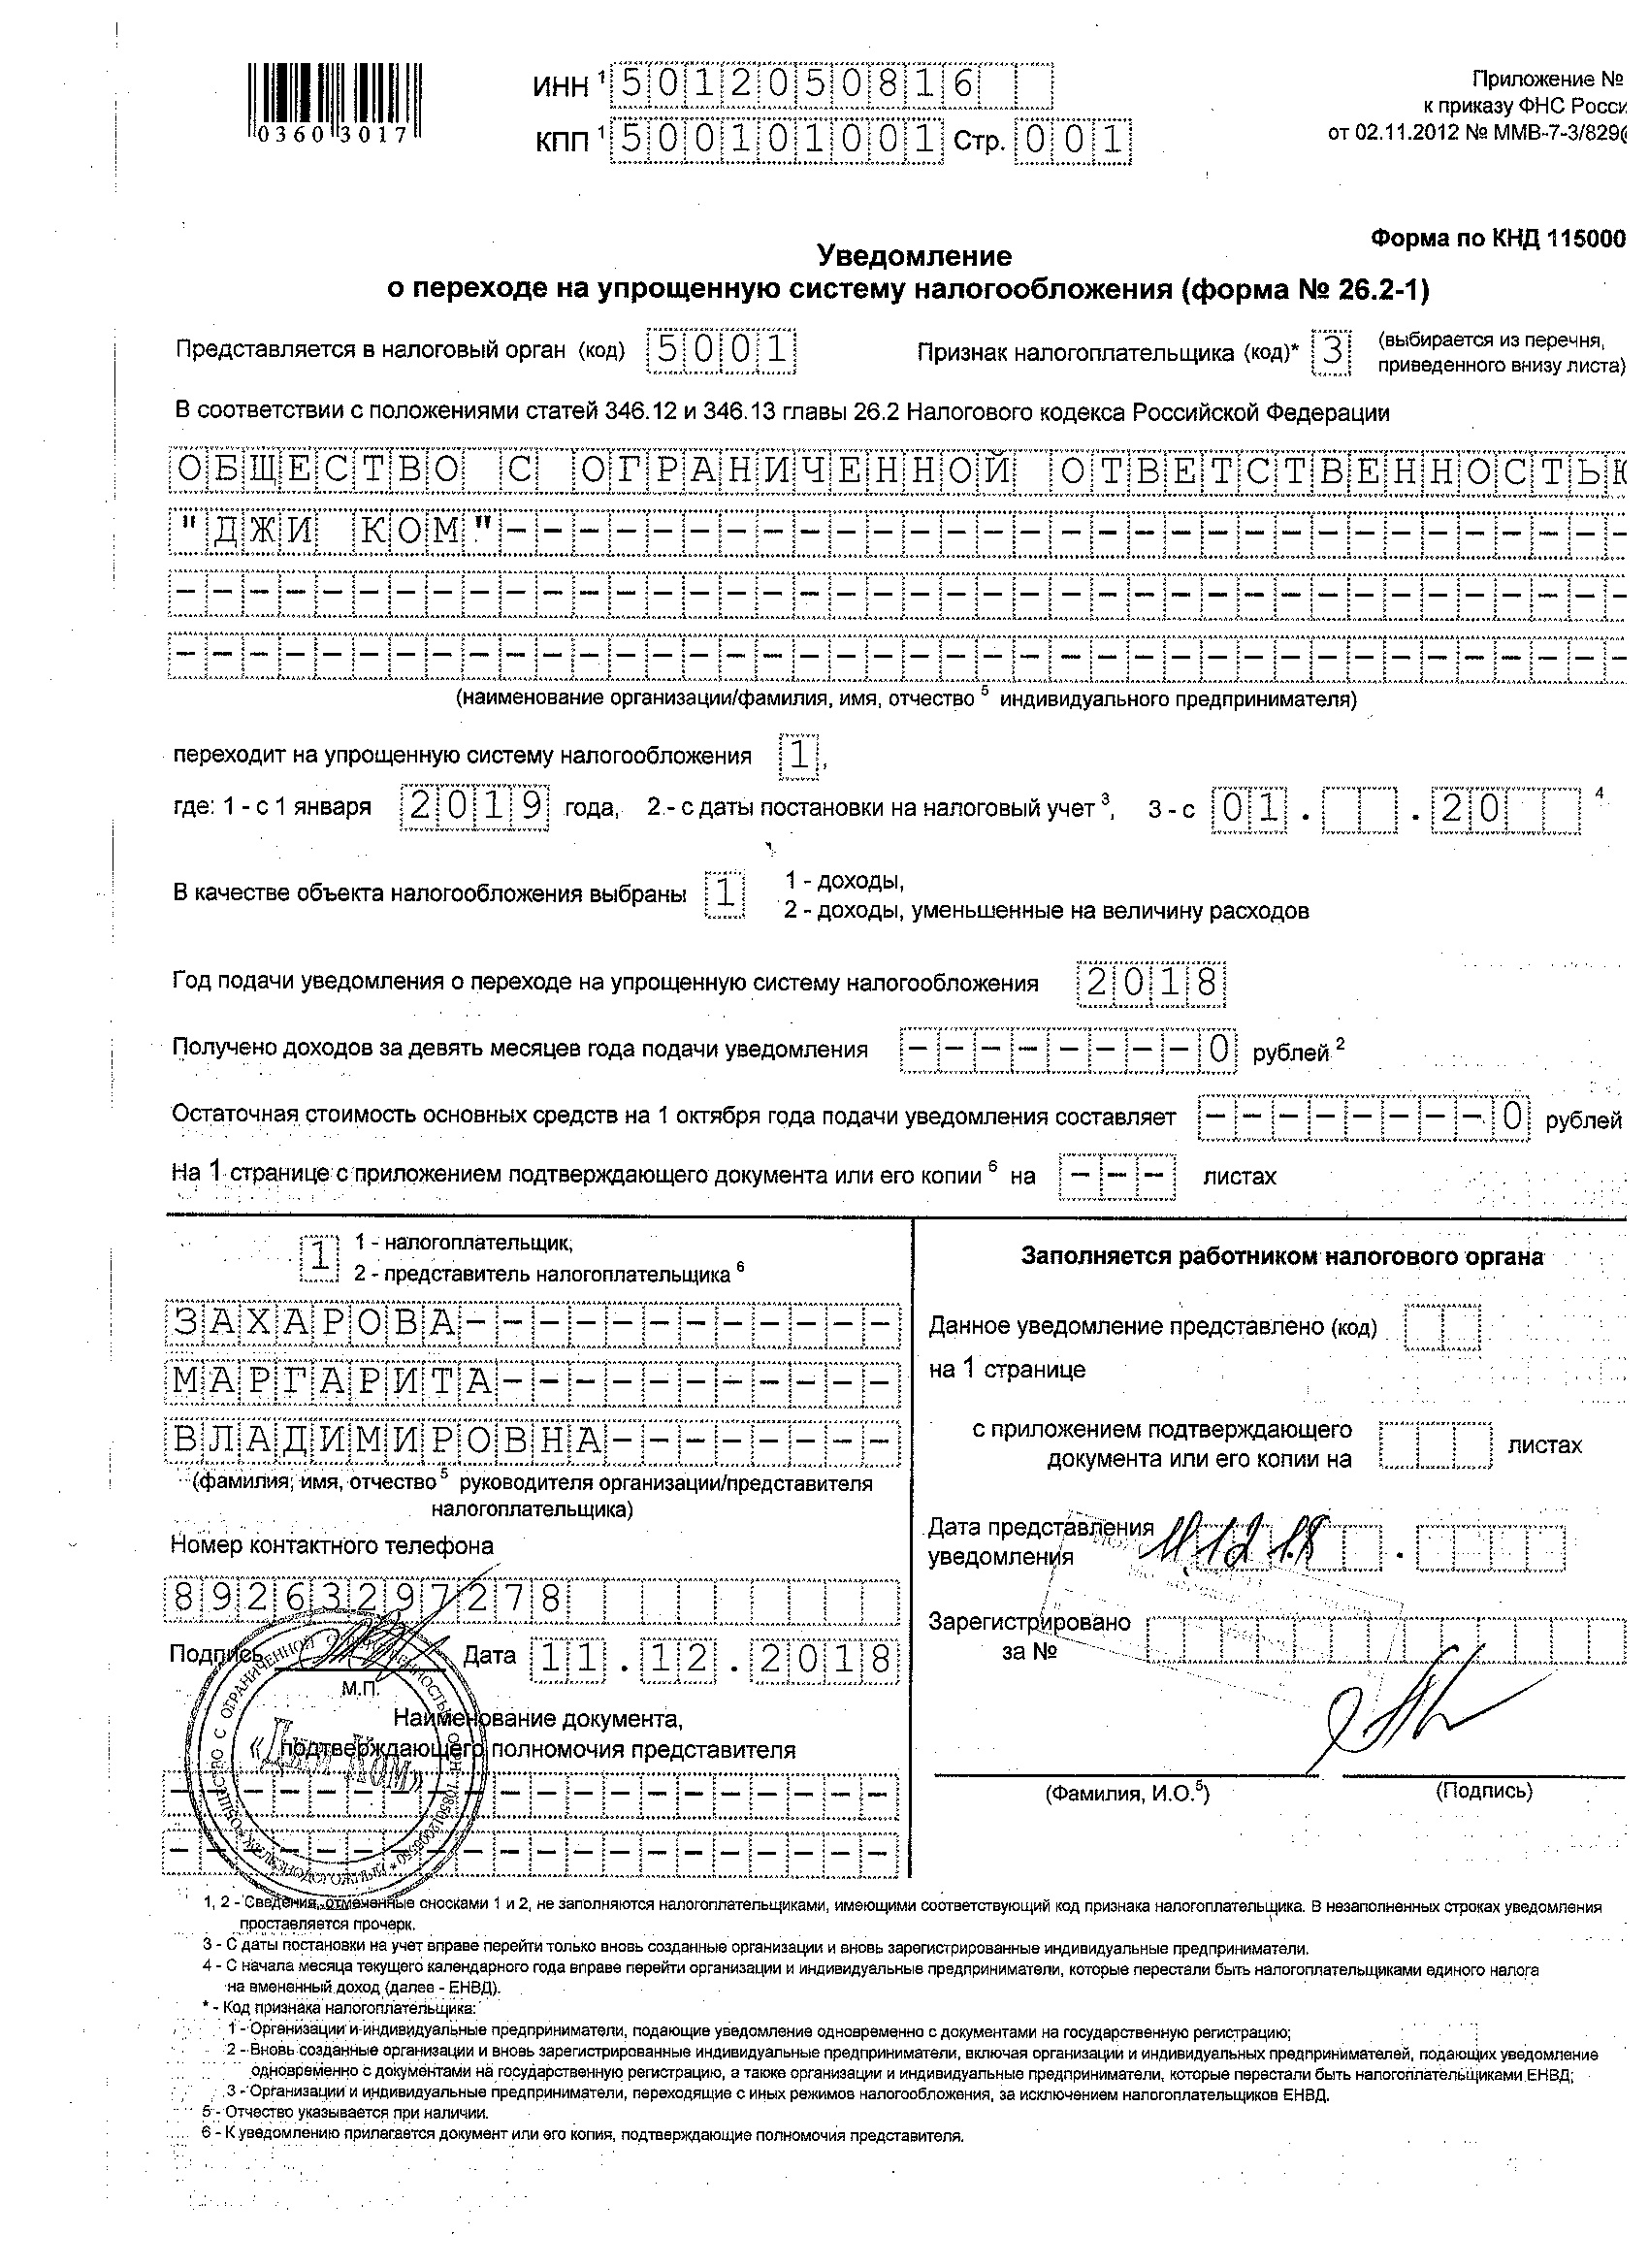 ИНН ¹ 5012050816
Приложение №
к приказу ФНС Росси
от 02.11.2012 № ММВ-7-3/829@
0360 3017
КПП ¹ 500101001 Стр. 001
Форма по КНД 115000
Уведомление
о переходе на упрощенную систему налогообложения (форма № 26.2-1)
Представляется в налоговый орган (код) 5001 Признак налогоплательщика (код)* 3 (выбирается из перечня,
приведенного внизу листа)
В соответствии с положениями статей 346.12 и 346.13 главы 26.2 Налогового кодекса Российской Федерации
ОБЩЕСТВО С ОГРАНИЧЕННОЙ ОТВЕТСТВЕННОСТЬЮ
"ДЖИ КОМ"-------------------------------
----------------------------------------
----------------------------------------
(наименование организации/фамилия, имя, отчество ⁵ индивидуального предпринимателя)
переходит на упрощенную систему налогообложения 1,
где: 1 - с 1 января 2019 года, 2 - с даты постановки на налоговый учет ³, 3 - с 01 . . 20 ⁴
В качестве объекта налогообложения выбраны 1 1 - доходы,
2 - доходы, уменьшенные на величину расходов
Год подачи уведомления о переходе на упрощенную систему налогообложения 2018
Получено доходов за девять месяцев года подачи уведомления --------0 рублей ²
Остаточная стоимость основных средств на 1 октября года подачи уведомления составляет --------0 рублей
На 1 странице с приложением подтверждающего документа или его копии ⁶ на --- листах
1 1 - налогоплательщик,
2 - представитель налогоплательщика ⁶
ЗАХАРОВА------------
МАРГАРИТА-----------
ВЛАДИМИРОВНА--------
(фамилия, имя, отчество ⁵ руководителя организации/представителя
налогоплательщика)
Номер контактного телефона
89263297278
Подпись Дата 11.12.2018
М.П.
Наименование документа,
подтверждающего полномочия представителя
--------------------
--------------------
«Джи Ком»
Заполняется работником налогового органа
Данное уведомление представлено (код)
на 1 странице
с приложением подтверждающего
документа или его копии на листах
Дата представления
уведомления 11.12.18 .
Зарегистрировано
за №
(Фамилия, И.О.⁵) (Подпись)
1, 2 - Сведения, отмеченные сносками 1 и 2, не заполняются налогоплательщиками, имеющими соответствующий код признака налогоплательщика. В незаполненных строках уведомления
проставляется прочерк.
3 - С даты постановки на учет вправе перейти только вновь созданные организации и вновь зарегистрированные индивидуальные предприниматели.
4 - С начала месяца текущего календарного года вправе перейти организации и индивидуальные предприниматели, которые перестали быть налогоплательщиками единого налога
на вмененный доход (далее - ЕНВД).
* - Код признака налогоплательщика:
1 - Организации и индивидуальные предприниматели, подающие уведомление одновременно с документами на государственную регистрацию;
2 - Вновь созданные организации и вновь зарегистрированные индивидуальные предприниматели, включая организации и индивидуальных предпринимателей, подающих уведомление
одновременно с документами на государственную регистрацию, а также организации и индивидуальные предприниматели, которые перестали быть налогоплательщиками ЕНВД;
3 - Организации и индивидуальные предприниматели, переходящие с иных режимов налогообложения, за исключением налогоплательщиков ЕНВД.
5 - Отчество указывается при наличии.
6 - К уведомлению прилагается документ или его копия, подтверждающие полномочия представителя.